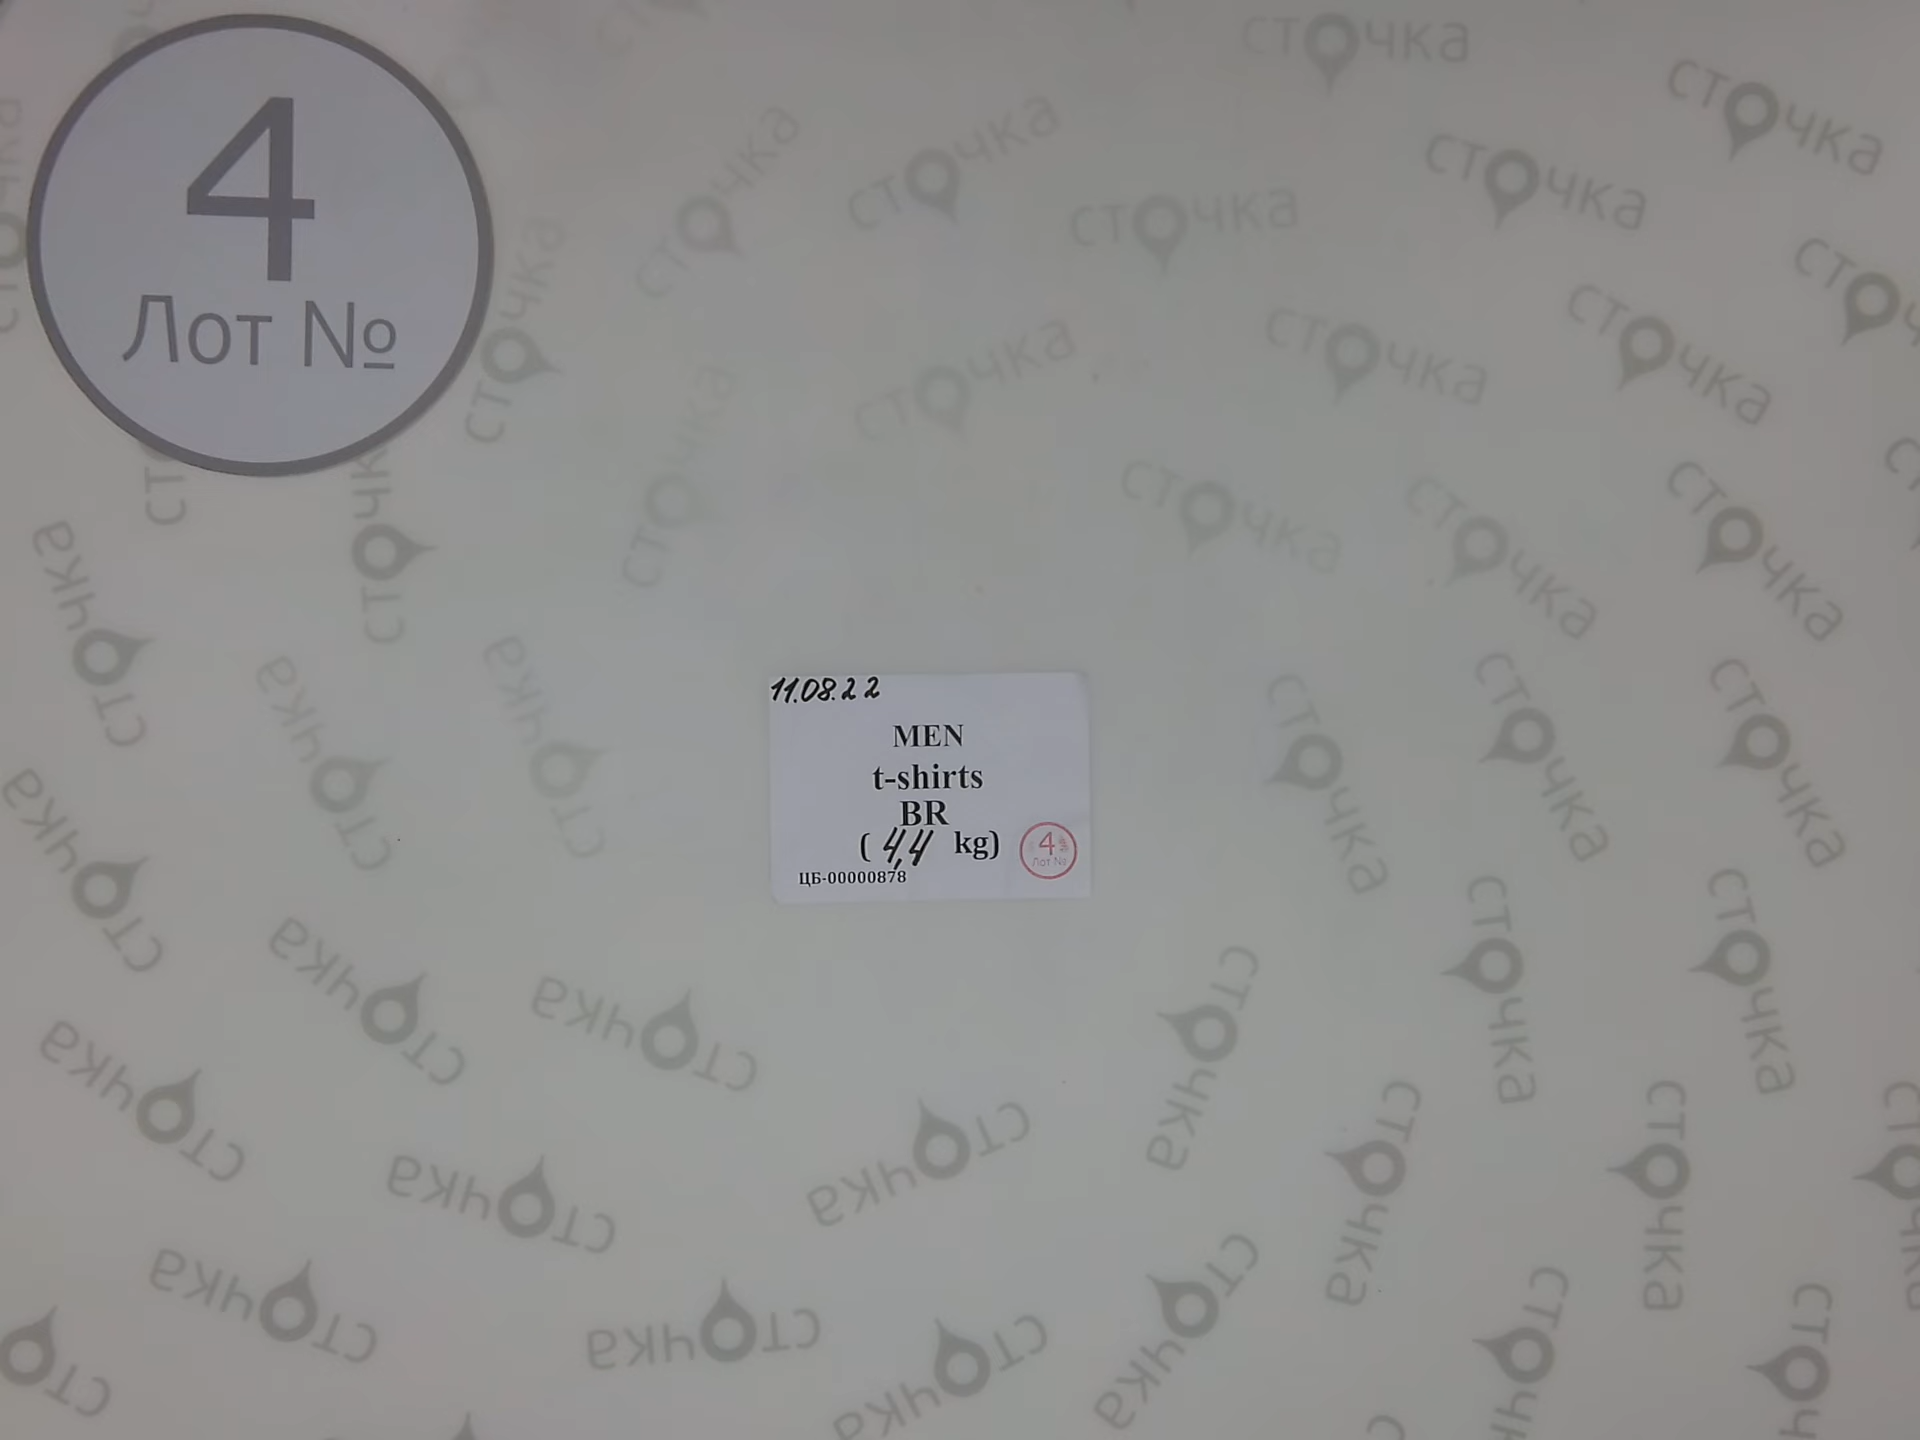 4
Лот №
11.08.22
MEN
t-shirts
BR
(4,4 kg)
ЦБ-00000878
4
Лот №
сточка